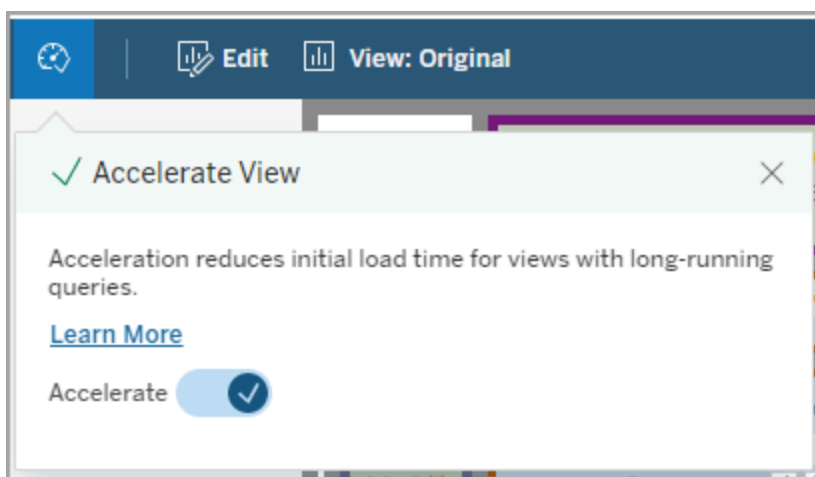 Edit View: Original
Accelerate View
Acceleration reduces initial load time for views with long-running
queries.
Learn More
Accelerate